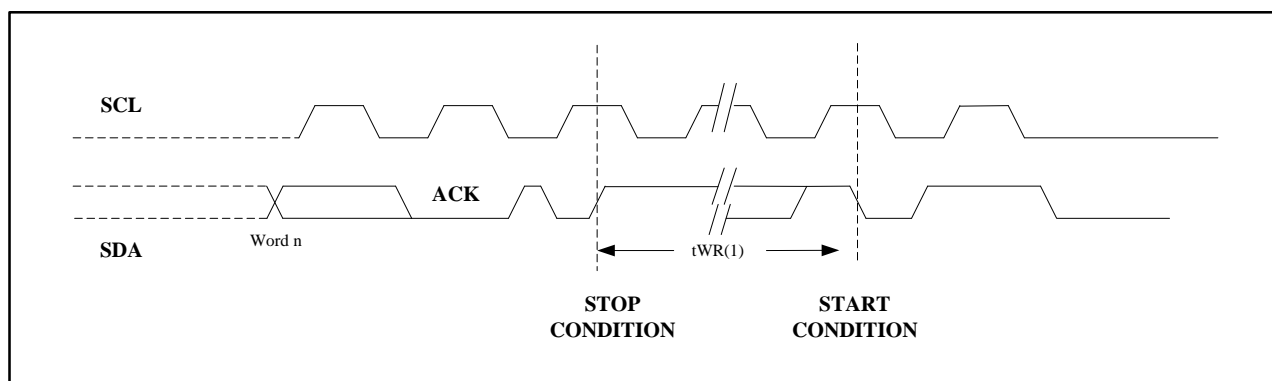 SCL
ACK
Word n
SDA
tWR(1)
STOP
CONDITION
START
CONDITION